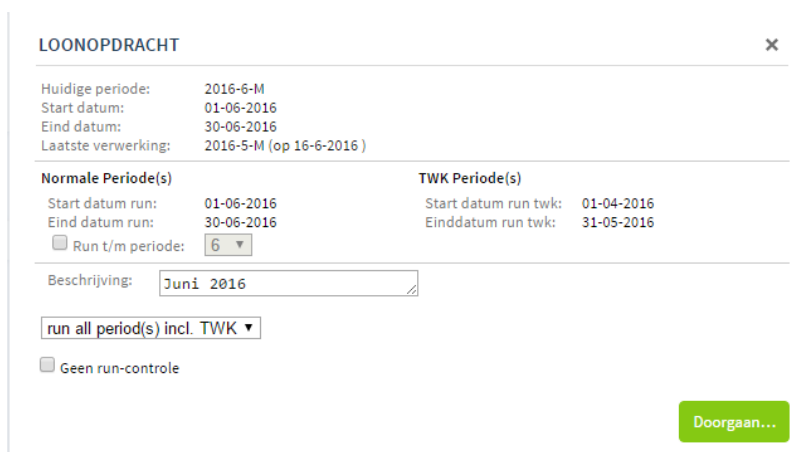 LOONOPDRACHT ×
Huidige periode: 2016-6-M
Start datum: 01-06-2016
Eind datum: 30-06-2016
Laatste verwerking: 2016-5-M (op 16-6-2016 )
Normale Periode(s) TWK Periode(s)
Start datum run: 01-06-2016 Start datum run twk: 01-04-2016
Eind datum run: 30-06-2016 Einddatum run twk: 31-05-2016
Run t/m periode: 6
Beschrijving: Juni 2016
run all period(s) incl. TWK
Geen run-controle
Doorgaan...